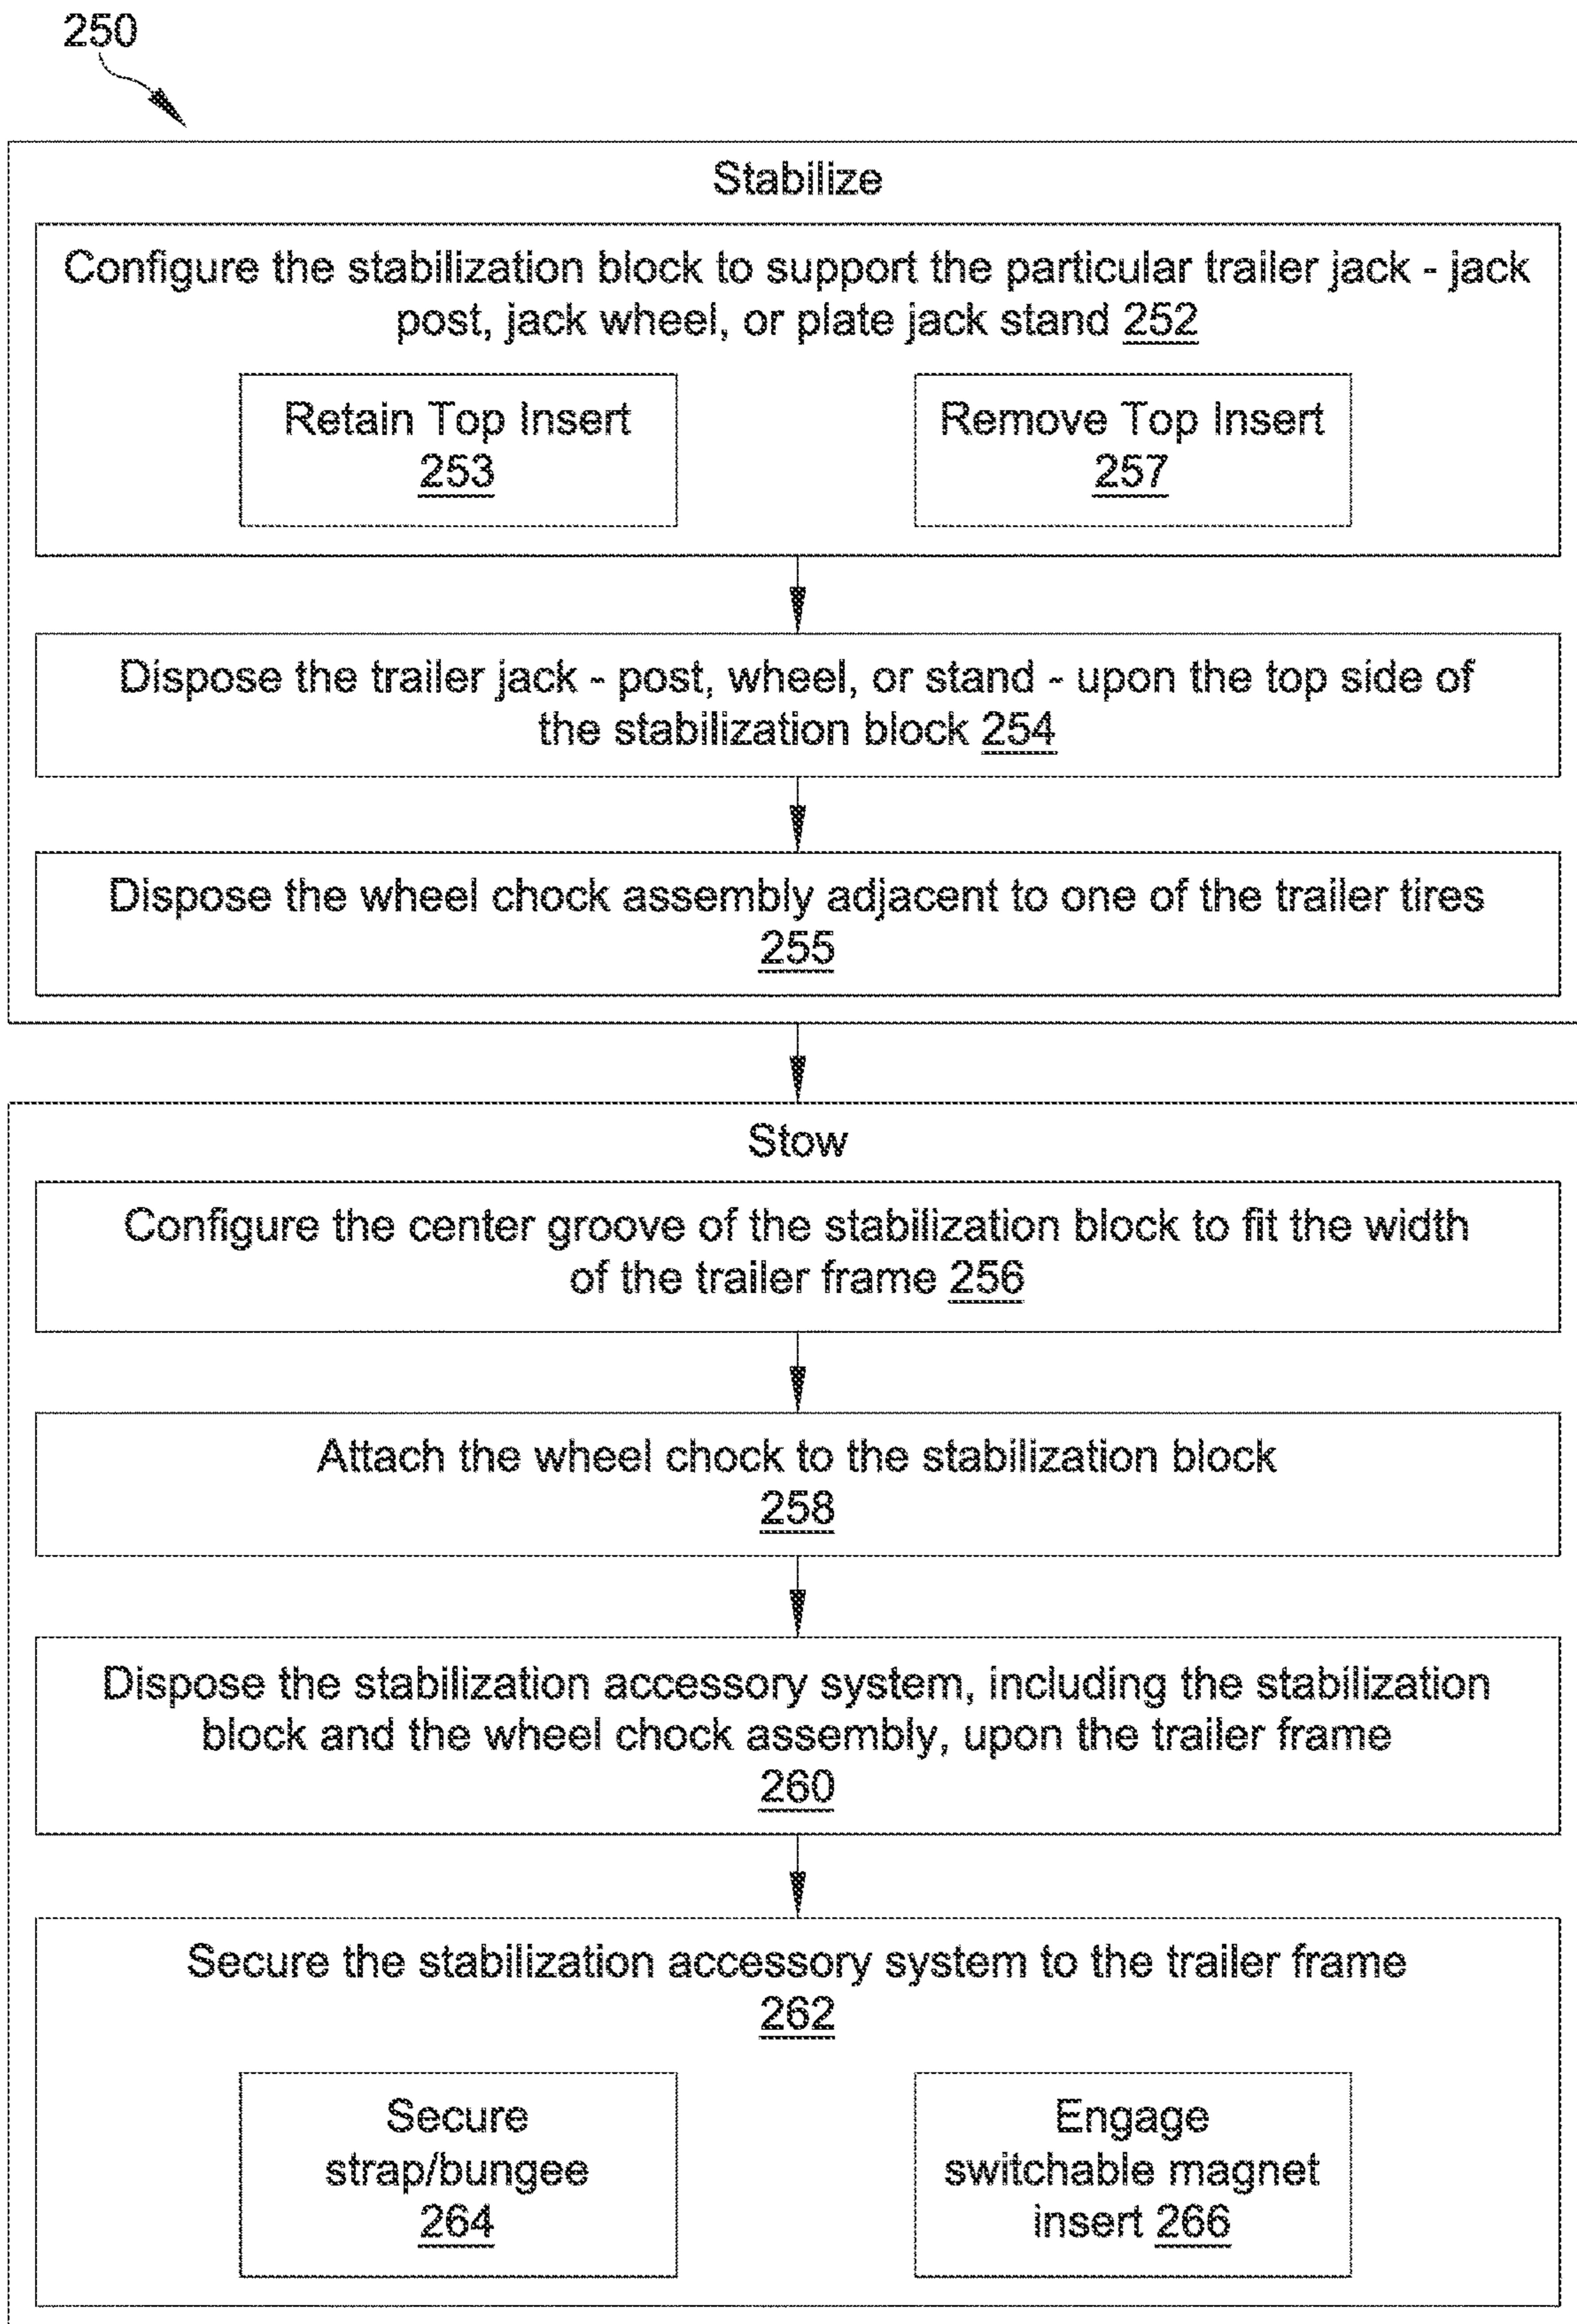 250
Stabilize
Configure the stabilization block to support the particular trailer jack - jack
post, jack wheel, or plate jack stand 252
Retain Top Insert
253
Remove Top Insert
257
Dispose the trailer jack - post, wheel, or stand - upon the top side of
the stabilization block 254
Dispose the wheel chock assembly adjacent to one of the trailer tires
255
Stow
Configure the center groove of the stabilization block to fit the width
of the trailer frame 256
Attach the wheel chock to the stabilization block
258
Dispose the stabilization accessory system, including the stabilization
block and the wheel chock assembly, upon the trailer frame
260
Secure the stabilization accessory system to the trailer frame
262
Secure
strap/bungee
264
Engage
switchable magnet
insert 266